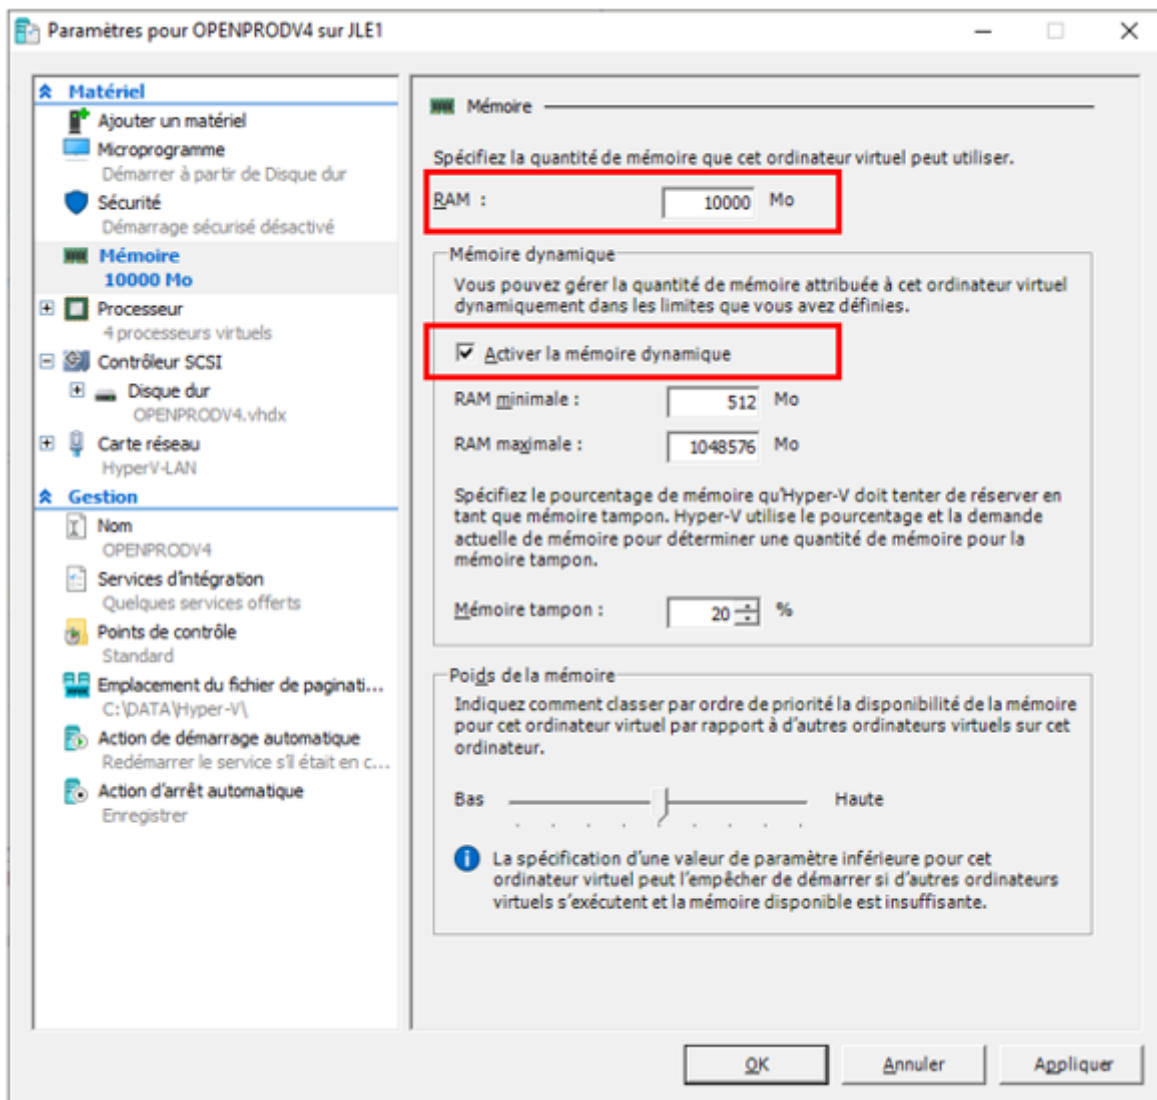 Paramètres pour OPENPRODV4 sur JLE1
Matériel
Ajouter un matériel
Microprogramme
Démarrer à partir de Disque dur
Sécurité
Démarrage sécurisé désactivé
Mémoire
10000 Mo
Processeur
4 processeurs virtuels
Contrôleur SCSI
Disque dur
OPENPRODV4.vhdx
Carte réseau
HyperV-LAN
Gestion
Nom
OPENPRODV4
Services d'intégration
Quelques services offerts
Points de contrôle
Standard
Emplacement du fichier de paginati...
C:\DATA\Hyper-V\
Action de démarrage automatique
Redémarrer le service s'il était en c...
Action d'arrêt automatique
Enregistrer
Mémoire
Spécifiez la quantité de mémoire que cet ordinateur virtuel peut utiliser.
RAM : 10000 Mo
Mémoire dynamique
Vous pouvez gérer la quantité de mémoire attribuée à cet ordinateur virtuel
dynamiquement dans les limites que vous avez définies.
Activer la mémoire dynamique
RAM minimale : 512 Mo
RAM maximale : 1048576 Mo
Spécifiez le pourcentage de mémoire qu'Hyper-V doit tenter de réserver en
tant que mémoire tampon. Hyper-V utilise le pourcentage et la demande
actuelle de mémoire pour déterminer une quantité de mémoire pour la
mémoire tampon.
Mémoire tampon : 20 %
Poids de la mémoire
Indiquez comment classer par ordre de priorité la disponibilité de la mémoire
pour cet ordinateur virtuel par rapport à d'autres ordinateurs virtuels sur cet
ordinateur.
Bas Haute
La spécification d'une valeur de paramètre inférieure pour cet
ordinateur virtuel peut l'empêcher de démarrer si d'autres ordinateurs
virtuels s'exécutent et la mémoire disponible est insuffisante.
OK Annuler Appliquer